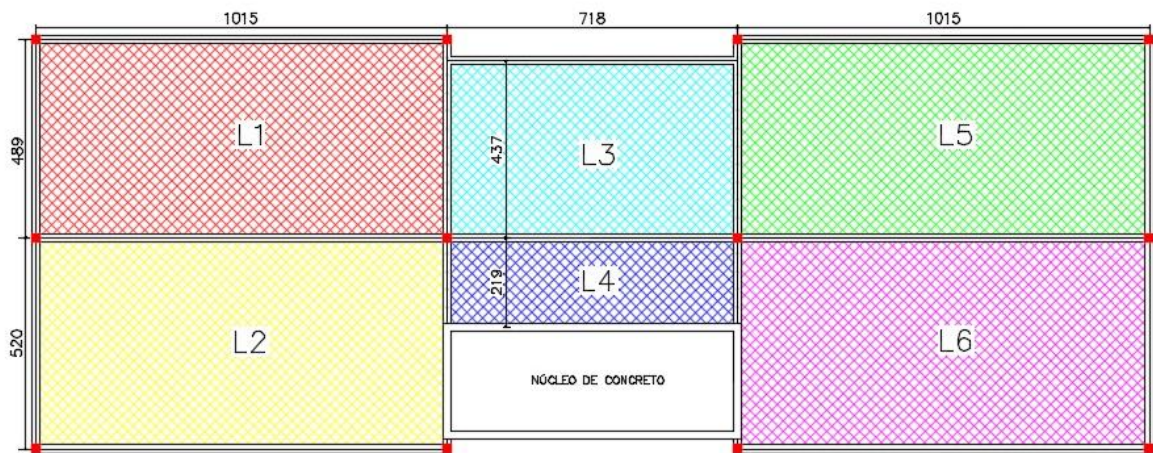 1015 718 1015
489
L1
437
L3
L5
520
219
L4
L2
L6
NÚCLEO DE CONCRETO